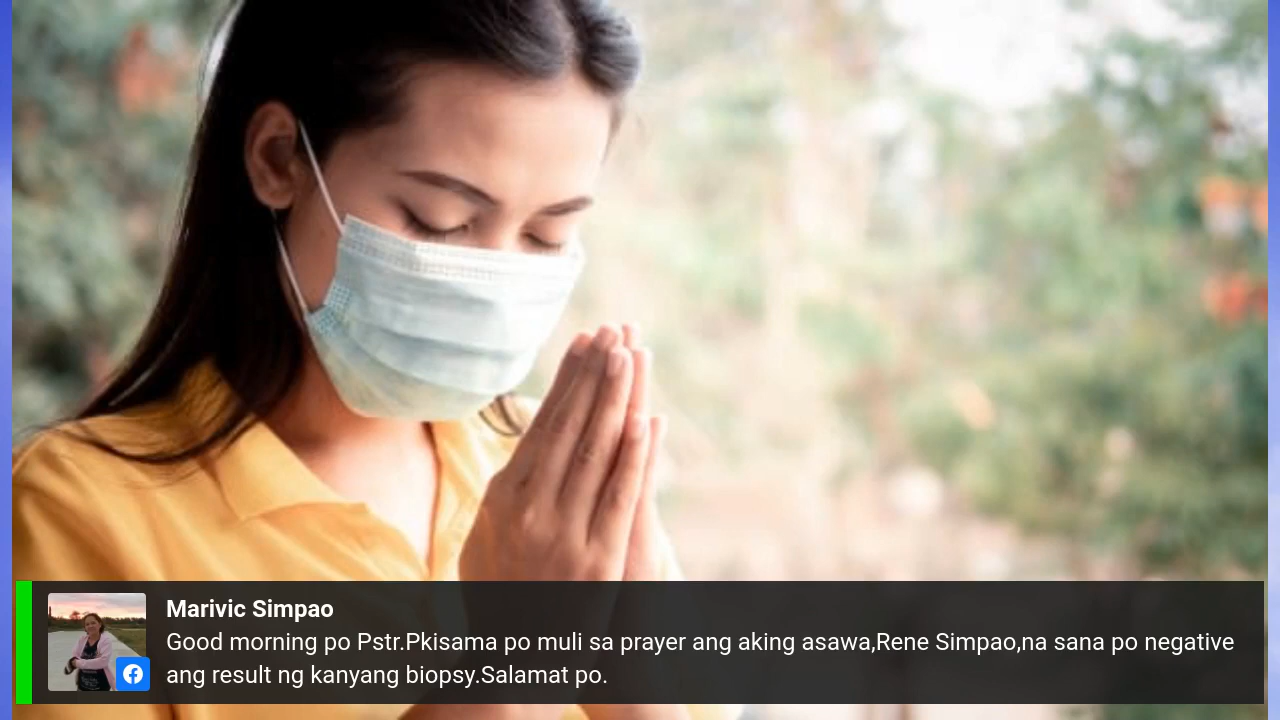 Marivic Simpao
Good morning po Pstr.Pkisama po muli sa prayer ang aking asawa,Rene Simpao,na sana po negative
ang result ng kanyang biopsy.Salamat po.